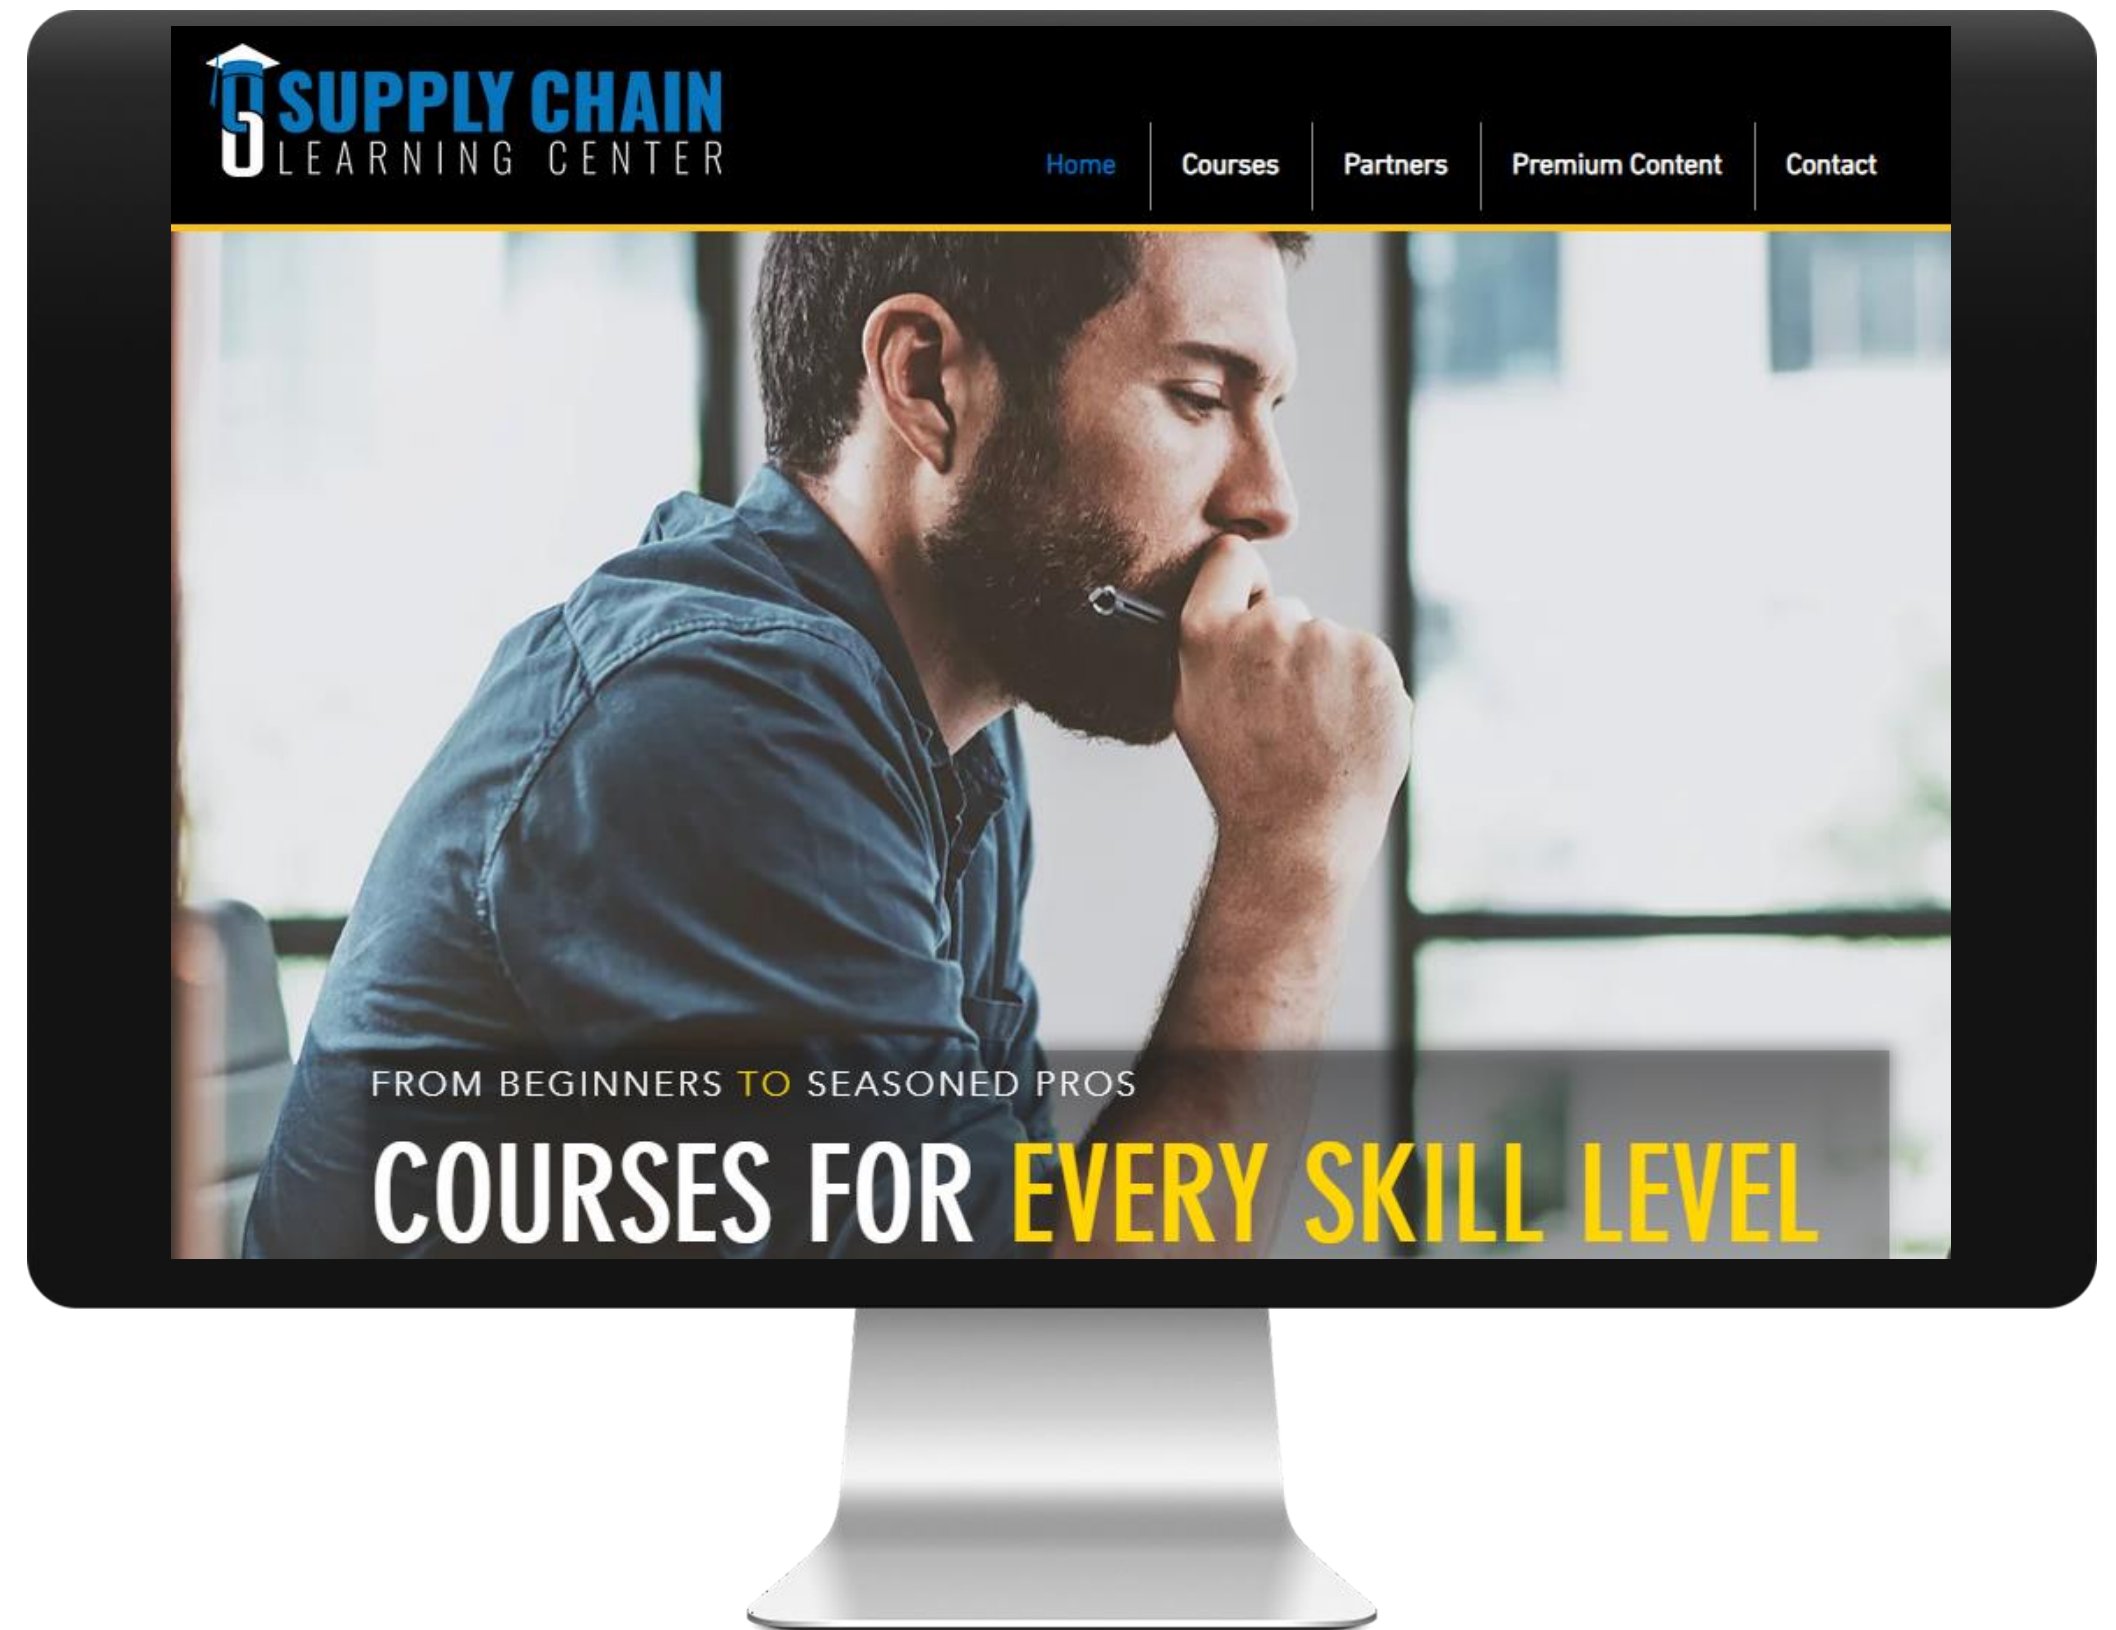 SUPPLY CHAIN
LEARNING CENTER
Home Courses Partners Premium Content Contact
FROM BEGINNERS TO SEASONED PROS
COURSES FOR EVERY SKILL LEVEL